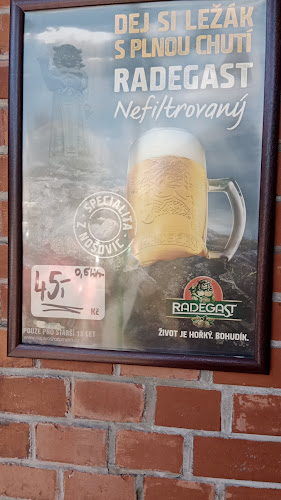 DEJ SI LEŽÁK
S PLNOU CHUTÍ
RADEGAST
Nefiltrovaný
SPECIALITA
Z NOŠOVIC
0,5l
45,-
Kč
RADEGAST
POUZE PRO STARŠÍ 18 LET
ŽIVOT JE HOŘKÝ. BOHUDÍK.